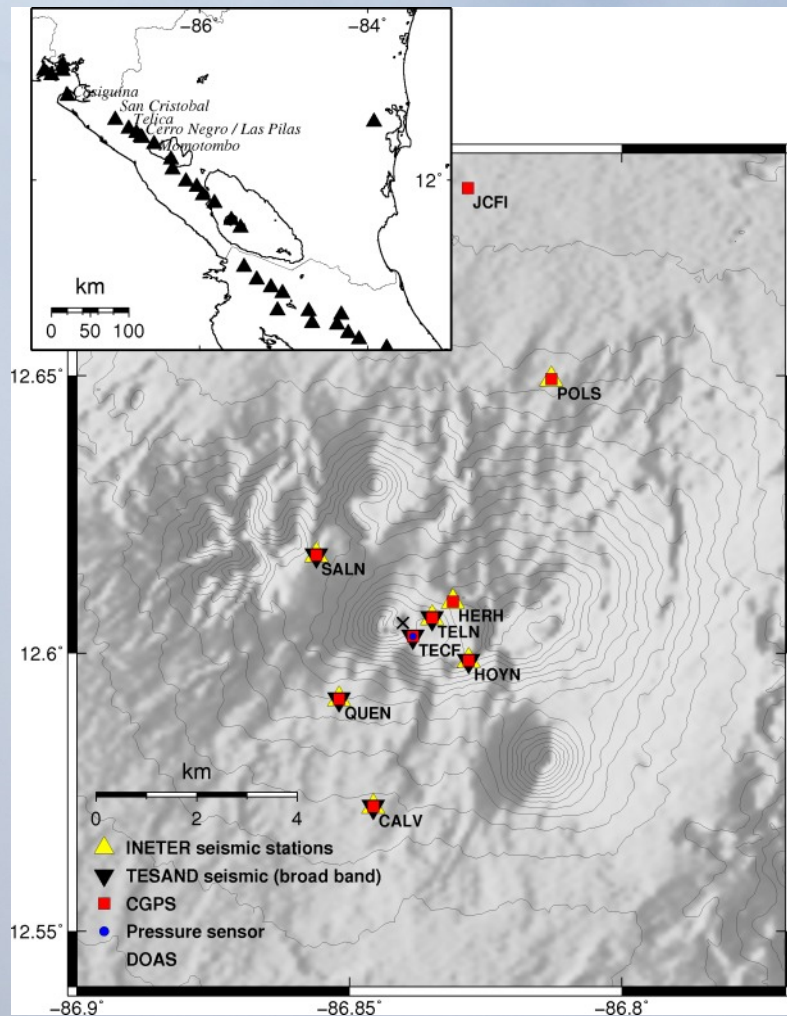 -86° -84°
Cosiguina
San Cristobal
Telica
Cerro Negro / Las Pilas
Momotombo
12°
km
0 50 100
JCFI
12.65°
POLS
SALN
HERH
TELN
TECF
12.6°
HOYN
QUEN
km
0 2 4
CALV
INETER seismic stations
TESAND seismic (broad band)
CGPS
Pressure sensor
12.55°
DOAS
-86.9° -86.85° -86.8°